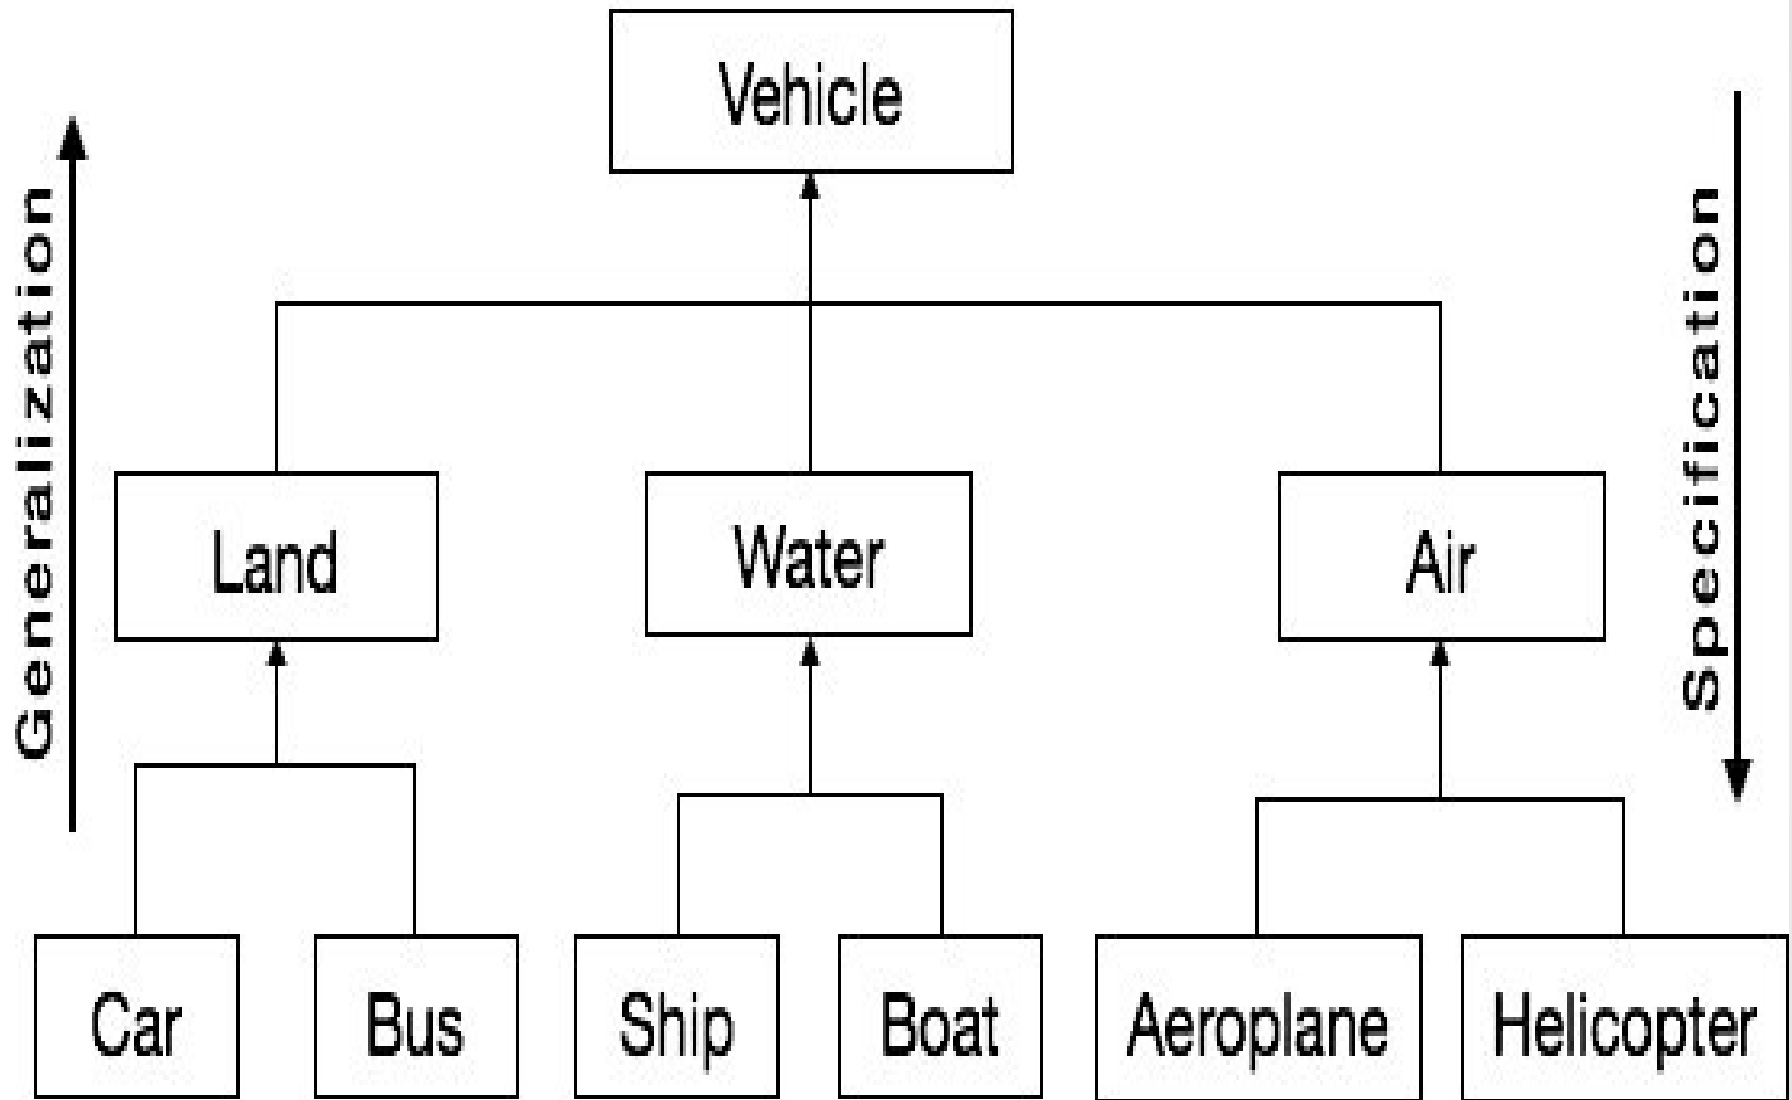 Vehicle
Generalization
Specification
Land
Water
Air
Car
Bus
Ship
Boat
Aeroplane
Helicopter